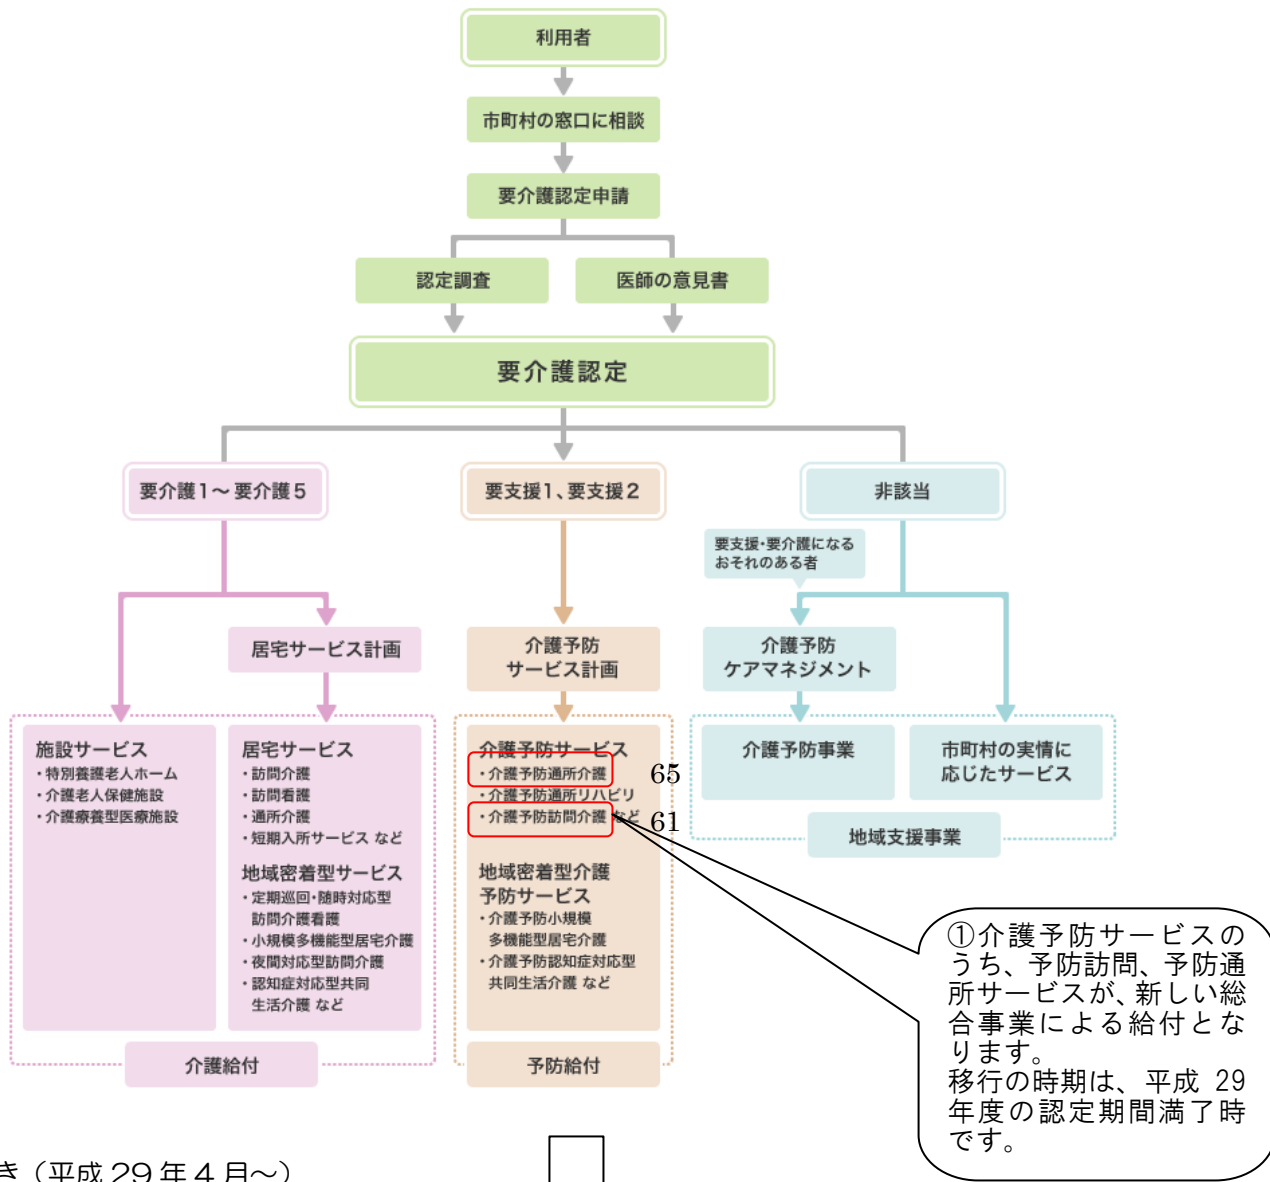 利用者
市町村の窓口に相談
要介護認定申請
認定調査
医師の意見書
要介護認定
要介護1～要介護5
要支援1、要支援2
非該当
要支援・要介護になる
おそれのある者
居宅サービス計画
介護予防
サービス計画
介護予防
ケアマネジメント
施設サービス
・特別養護老人ホーム
・介護老人保健施設
・介護療養型医療施設
居宅サービス
・訪問介護
・訪問看護
・通所介護
・短期入所サービス など
地域密着型サービス
・定期巡回・随時対応型
訪問介護看護
・小規模多機能型居宅介護
・夜間対応型訪問介護
・認知症対応型共同
生活介護 など
介護給付
介護予防サービス
・介護予防通所介護 65
・介護予防通所リハビリ
・介護予防訪問介護 など 61
地域密着型介護
予防サービス
・介護予防小規模
多機能型居宅介護
・介護予防認知症対応型
共同生活介護 など
予防給付
介護予防事業
市町村の実情に
応じたサービス
地域支援事業
①介護予防サービスの
うち、予防訪問、予防通
所サービスが、新しい総
合事業による給付とな
ります。
移行の時期は、平成 29
年度の認定期間満了時
です。
き（平成 29 年 4 月～）